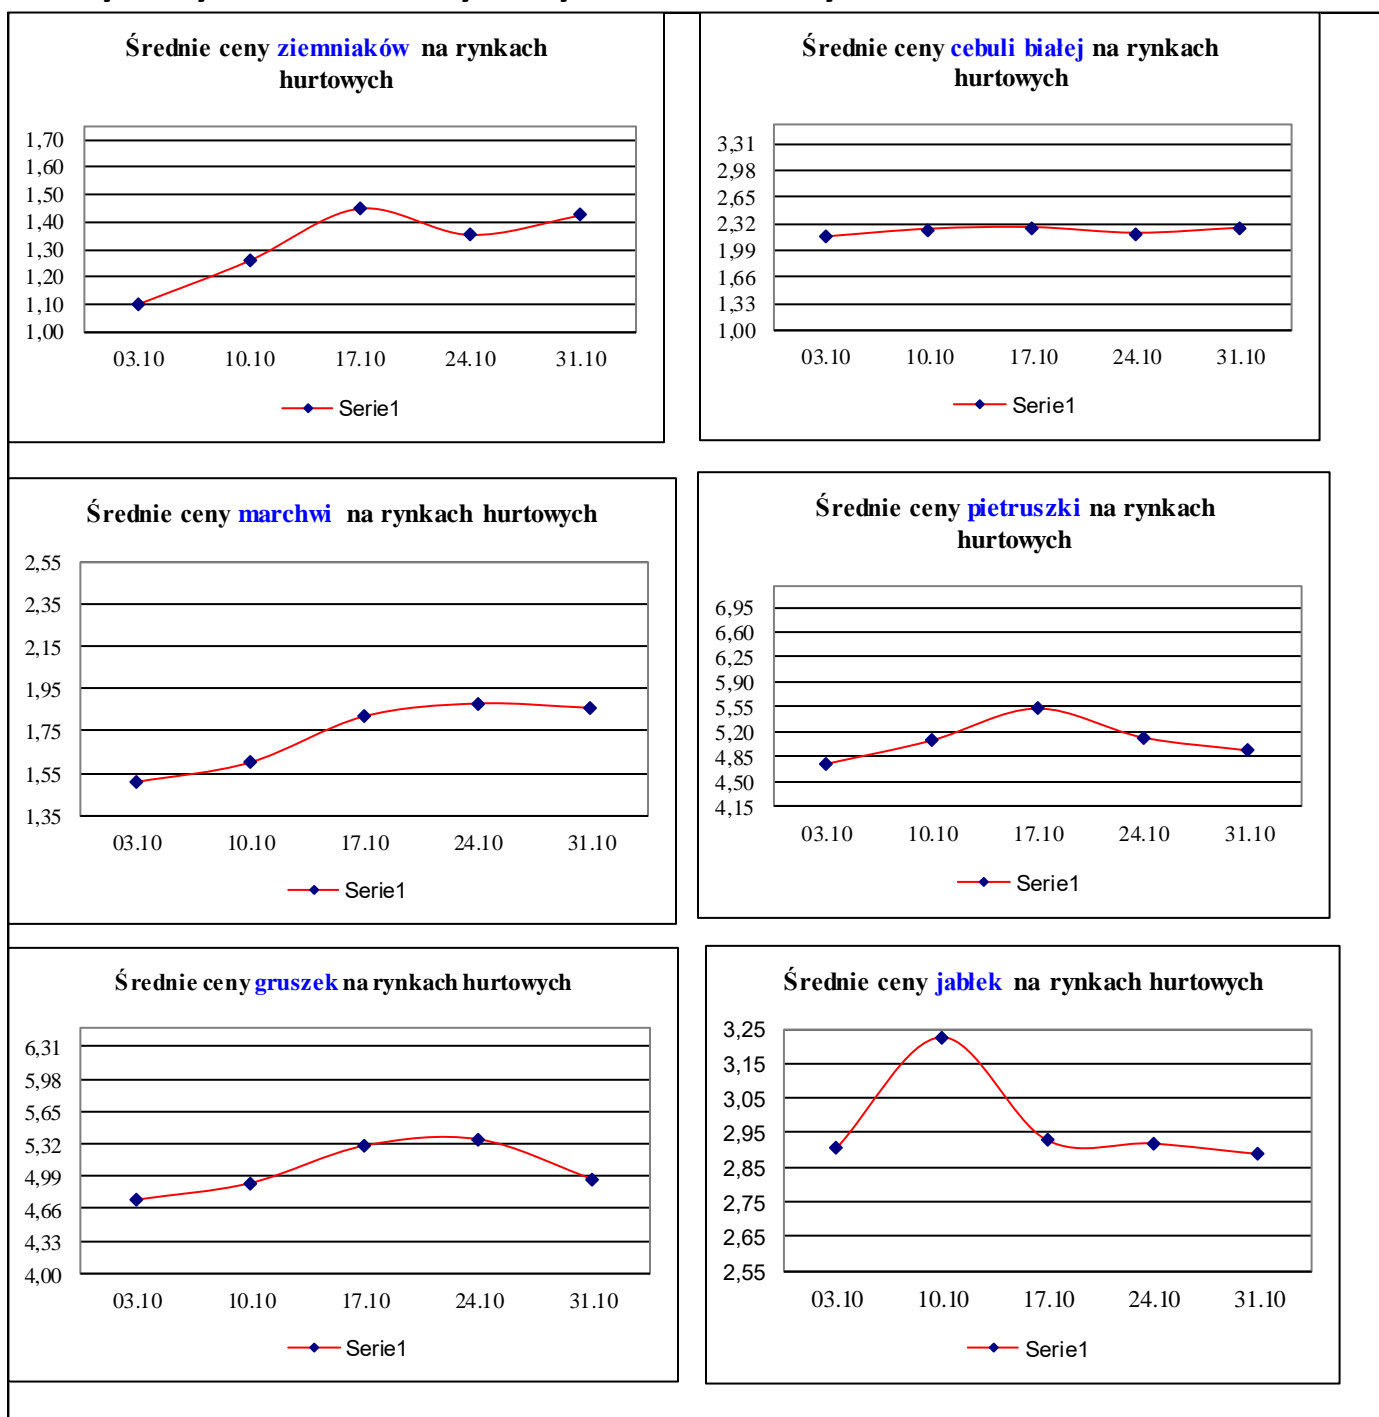 Średnie ceny ziemniaków na rynkach
hurtowych
1,70
1,60
1,50
1,40
1,30
1,20
1,10
1,00
03.10 10.10 17.10 24.10 31.10
Serie1
Średnie ceny cebuli białej na rynkach
hurtowych
3,31
2,98
2,65
2,32
1,99
1,66
1,33
1,00
03.10 10.10 17.10 24.10 31.10
Serie1
Średnie ceny marchwi na rynkach hurtowych
2,55
2,35
2,15
1,95
1,75
1,55
1,35
03.10 10.10 17.10 24.10 31.10
Serie1
Średnie ceny pietruszki na rynkach
hurtowych
6,95
6,60
6,25
5,90
5,55
5,20
4,85
4,50
4,15
03.10 10.10 17.10 24.10 31.10
Serie1
Średnie ceny gruszek na rynkach hurtowych
6,31
5,98
5,65
5,32
4,99
4,66
4,33
4,00
03.10 10.10 17.10 24.10 31.10
Serie1
Średnie ceny jabłek na rynkach hurtowych
3,25
3,15
3,05
2,95
2,85
2,75
2,65
2,55
03.10 10.10 17.10 24.10 31.10
Serie1